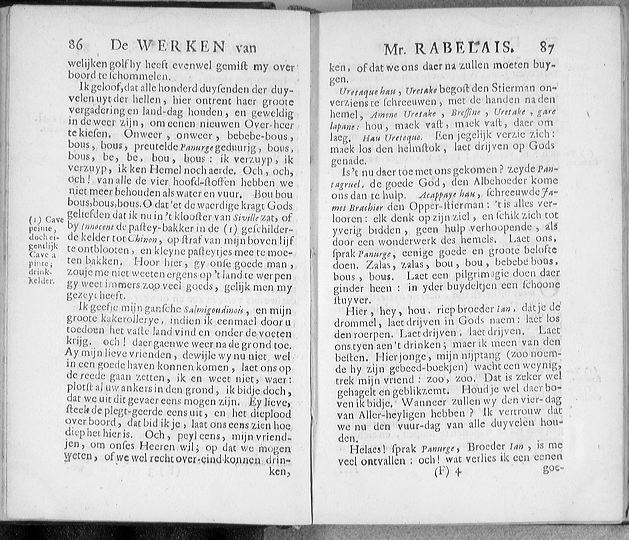 86 De WERKEN van
welijken golf hy heeft evenwel gemist my over
boord te schommelen.
Ik geloof, dat alle honderd duysenden der duy-
velen uyt der hellen, hier ontrent haer groote
vergadering en land-dag houden, en geweldig
in de weer zijn, om eenen nieuwen Over-heer
te kiesen. Onweer, onweer, bebebe-bous,
bous, bous, preutelde Panurge geduurig, bous,
bous, be, be, bou, bous: ik verzuyp, ik
verzuyp, ik ken Hemel noch aerde. Och, och,
och! van alle de vier hoofd-stoffen hebben we
niet meer behouden als water en vuur. Bou bou
bous, bous, bous. O dat 'et de waerdige kragt Gods
geliefden dat ik nu in 't klooster van Siville zat, of
by Innocent de pastey-bakker in de (1) geschilder-
de kelder tot Chinon, op straf van mijn boven lijf
te ontblooten, en kleyne pasteytjes mee te moe-
ten bakken. Hoor hier, gy onse goede man,
zouje me niet weeten ergens op 't land te werpen
gy weet immers zop veel goeds, gelijk men my
gezeyt heeft.
(1) Cave
peinte,
doch ei-
gentlijk
Cave a
pinte;
drink-
kelder.
Ik geefje mijn gansche Salmigoudinois, en mijn
groote kakerollerye, indien ik eenmael door u
toedoen het vaste land vind en onder de voeten
krijg. och! daer gaen we weer na de grond toe.
Ay mijn lieve vrienden, dewijle wy nu niet wel
in een goede haven konnen komen, laet ons op
de reede gaan zetten, ik en weet niet, waer:
plotst al uw ankers in den grond, ik bidje doch,
dat we uit dit gevaer eens mogen zijn. Ey lieve,
steek de plegt-geerde eens uit, en het dieplood
over boord, dat bid ik je, laat ons eens zien hoe
diep het hier is. Och, peyl eens, mijn vriend-
jen, om onses Heeren wil; op dat we mogen
weten, of we wel recht over-eind konnen drin-
ken,
Mr. RABELAIS. 87
ken, of dat we ons daer na zullen moeten buy-
gen.
Uretaque hau, Uretake begost den Stierman on-
verziens te schreeuwen, met de handen na den
hemel, Amene Uretake, Bressine, Uretake, gare
lapane: hou, maek vast, maek vast, daer om
laeg, Hau Uretaque. Een jegelijk verzie zich:
maek los den helmstok, laet drijven op Gods
genade.
Is 't nu daer toe met ons gekomen? zeyde Pan-
tagruel, de goede God, den Albehoeder kome
ons dan te hulp. Acappaye hau, schreeuwde Ja-
met Brachier den Opper-stierman: 't is alles ver-
looren: elk denk op zijn ziel, en schik zich tot
yverig bidden, geen hulp verhoopende, als
door een wonderwerk des hemels. Laet ons,
sprak Panurge, eenige goede en groote belofte
doen. Zalas, zalas, bou, bou, bebebe bous,
bous, bous. Laet een pilgrimagie doen daer
ginder heen: in yder buydeltjen een schoone
stuyver.
Hier, hey, hou, riep broeder Ian, dat je de
drommel, laet drijven in Gods naem: laet los
den roerpen. Laet drijven, laet drijven. Laet
ons tyen aen 't drinken; maer ik meen van den
besten. Hier jonge, mijn nijptang (zoo noem-
de hy zijn gebeed-boekjen) wacht een weynig,
trek mijn vriend: zoo, zoo. Dat is zeker wel
gehagelt en geblikzemt. Houd je wel daer bo-
ven ik bidje. Wanneer zullen wy den vier-dag
van Aller-heyligen hebben? Ik vertrouw dat
we nu den vuur-dag van alle duyvelen hou-
den.
Helaes! sprak Panurge, Broeder Ian, is me
veel ontvallen: och! wat verlies ik een eenen
(F) 4 goe-